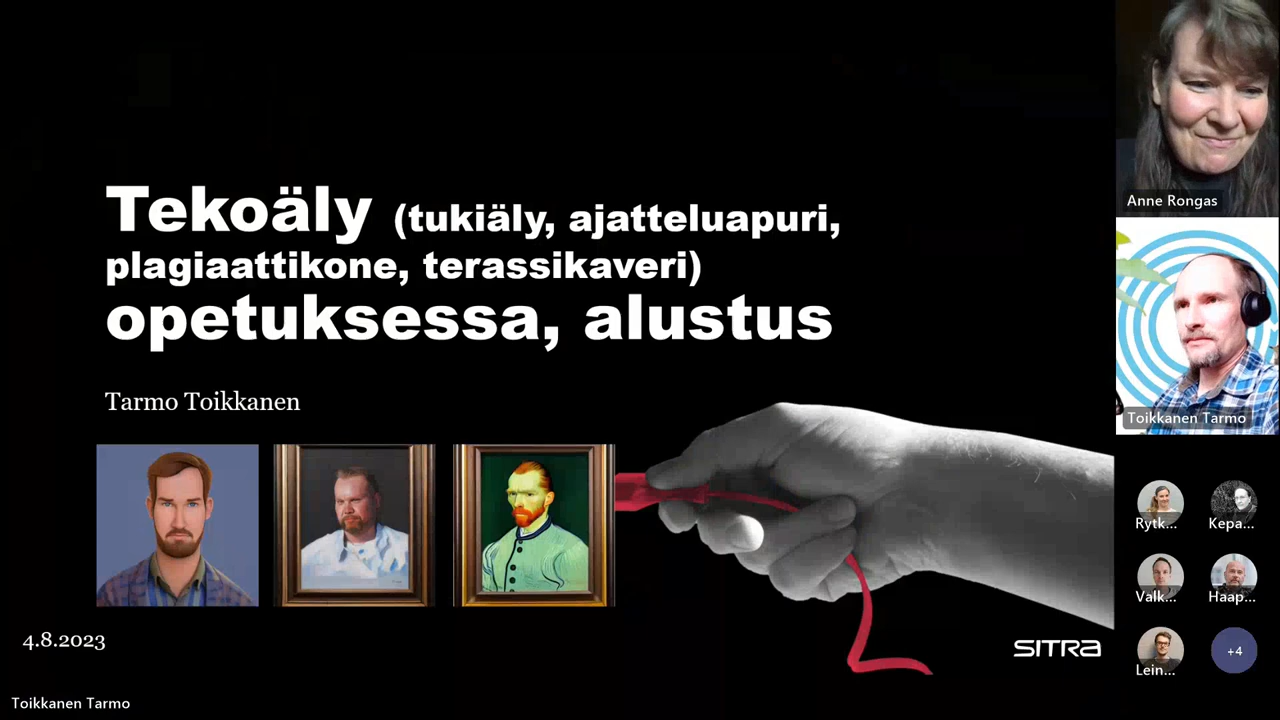 Tekoäly (tukiäly, ajatteluapuri,
plagiaattikone, terassikaveri)
opetuksessa, alustus
Tarmo Toikkanen
4.8.2023
SITRA
Toikkanen Tarmo
Anne Rongas
Toikkanen Tarmo
Rytk...
Kepa...
Valk...
Haap...
Lein...
+4